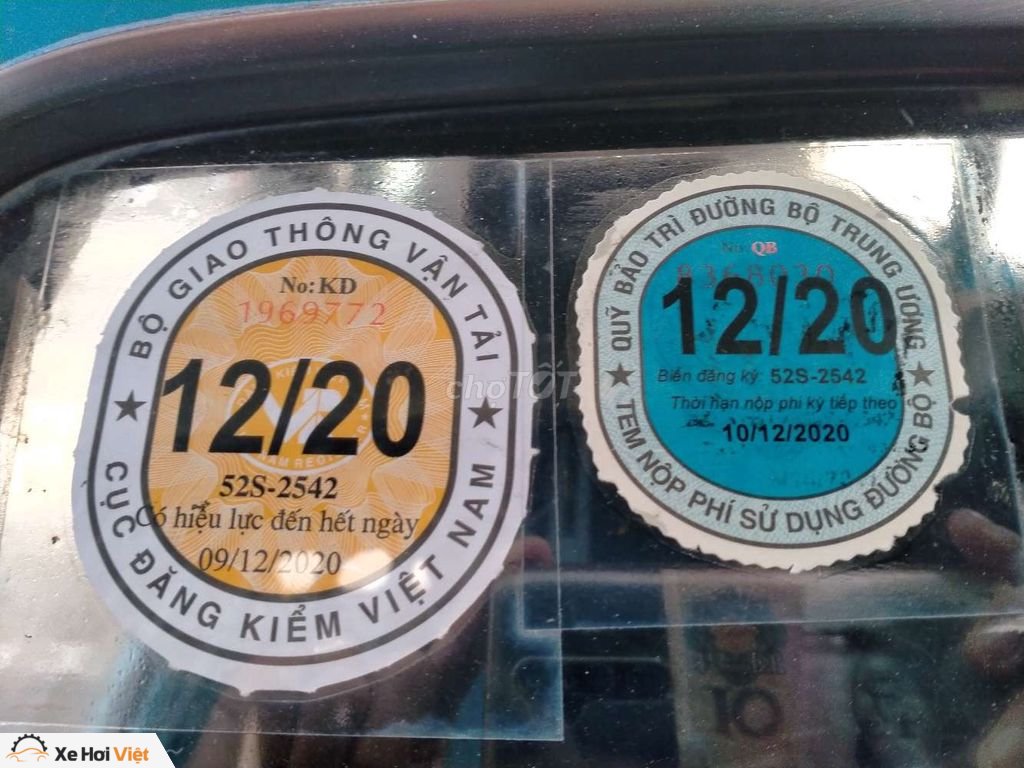 BỘ GIAO THÔNG VẬN TẢI
No: KD
1969772
12/20
52S-2542
Có hiệu lực đến hết ngày
09/12/2020
CỤC ĐĂNG KIỂM VIỆT NAM
QUỸ BẢO TRÌ ĐƯỜNG BỘ TRUNG ƯƠNG
No: QB
12/20
Biển đăng ký: 52S-2542
Thời hạn nộp phí kỳ tiếp theo
10/12/2020
TEM NỘP PHÍ SỬ DỤNG ĐƯỜNG BỘ
chợTỐT
Xe Hơi Việt